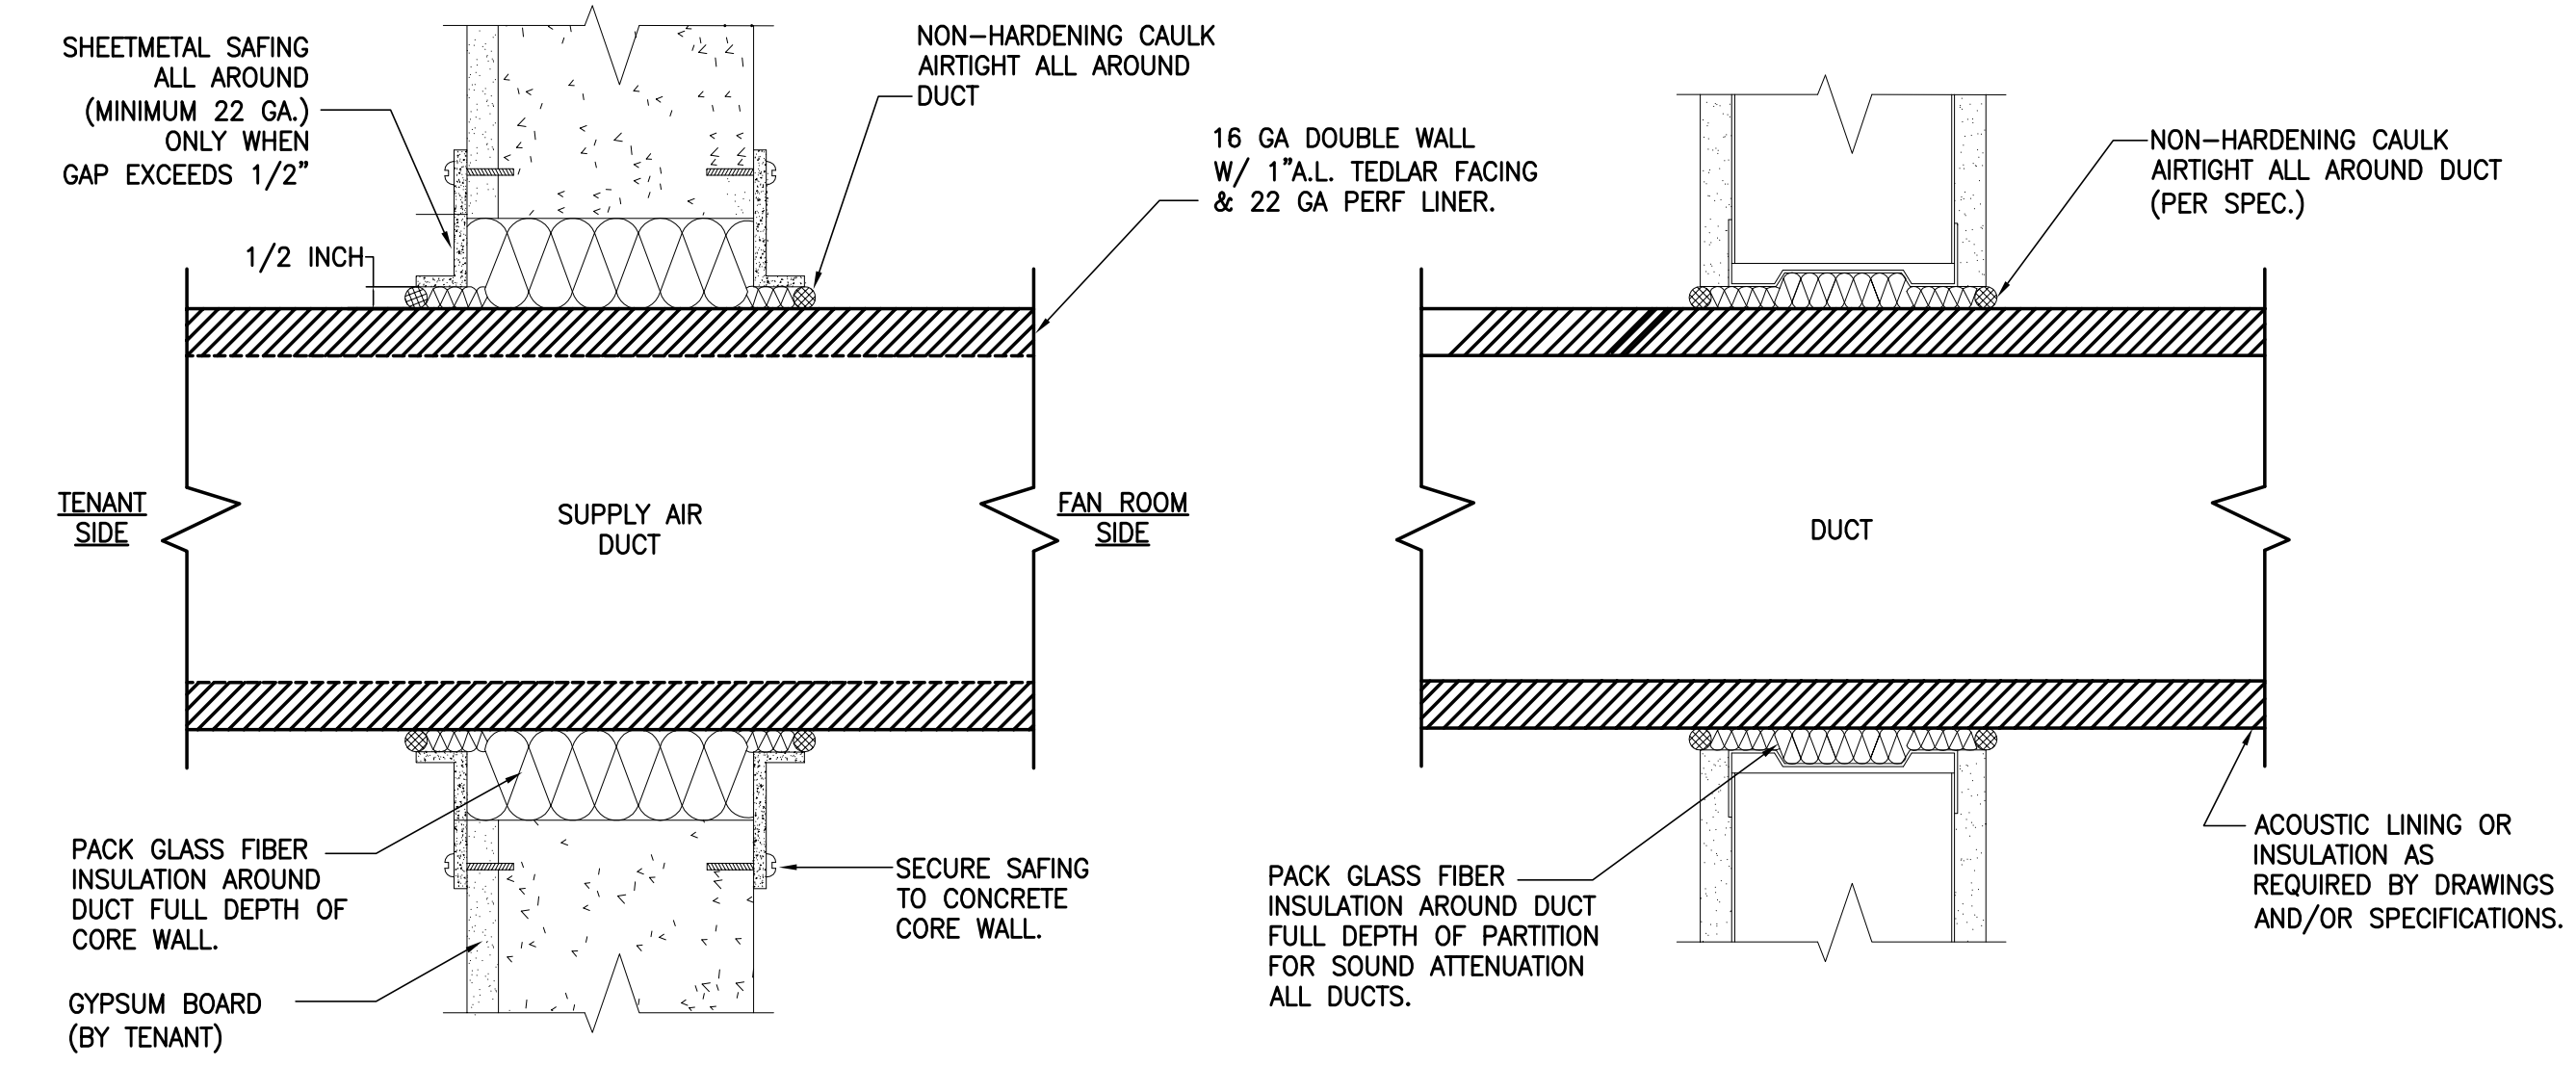 SHEETMETAL SAFING
ALL AROUND
(MINIMUM 22 GA.)
ONLY WHEN
GAP EXCEEDS 1/2"
1/2 INCH
NON-HARDENING CAULK
AIRTIGHT ALL AROUND
DUCT
16 GA DOUBLE WALL
W/ 1"A.L. TEDLAR FACING
& 22 GA PERF LINER.
TENANT
SIDE
SUPPLY AIR
DUCT
FAN ROOM
SIDE
PACK GLASS FIBER
INSULATION AROUND
DUCT FULL DEPTH OF
CORE WALL.
GYPSUM BOARD
(BY TENANT)
SECURE SAFING
TO CONCRETE
CORE WALL.
NON-HARDENING CAULK
AIRTIGHT ALL AROUND DUCT
(PER SPEC.)
DUCT
PACK GLASS FIBER
INSULATION AROUND DUCT
FULL DEPTH OF PARTITION
FOR SOUND ATTENUATION
ALL DUCTS.
ACOUSTIC LINING OR
INSULATION AS
REQUIRED BY DRAWINGS
AND/OR SPECIFICATIONS.